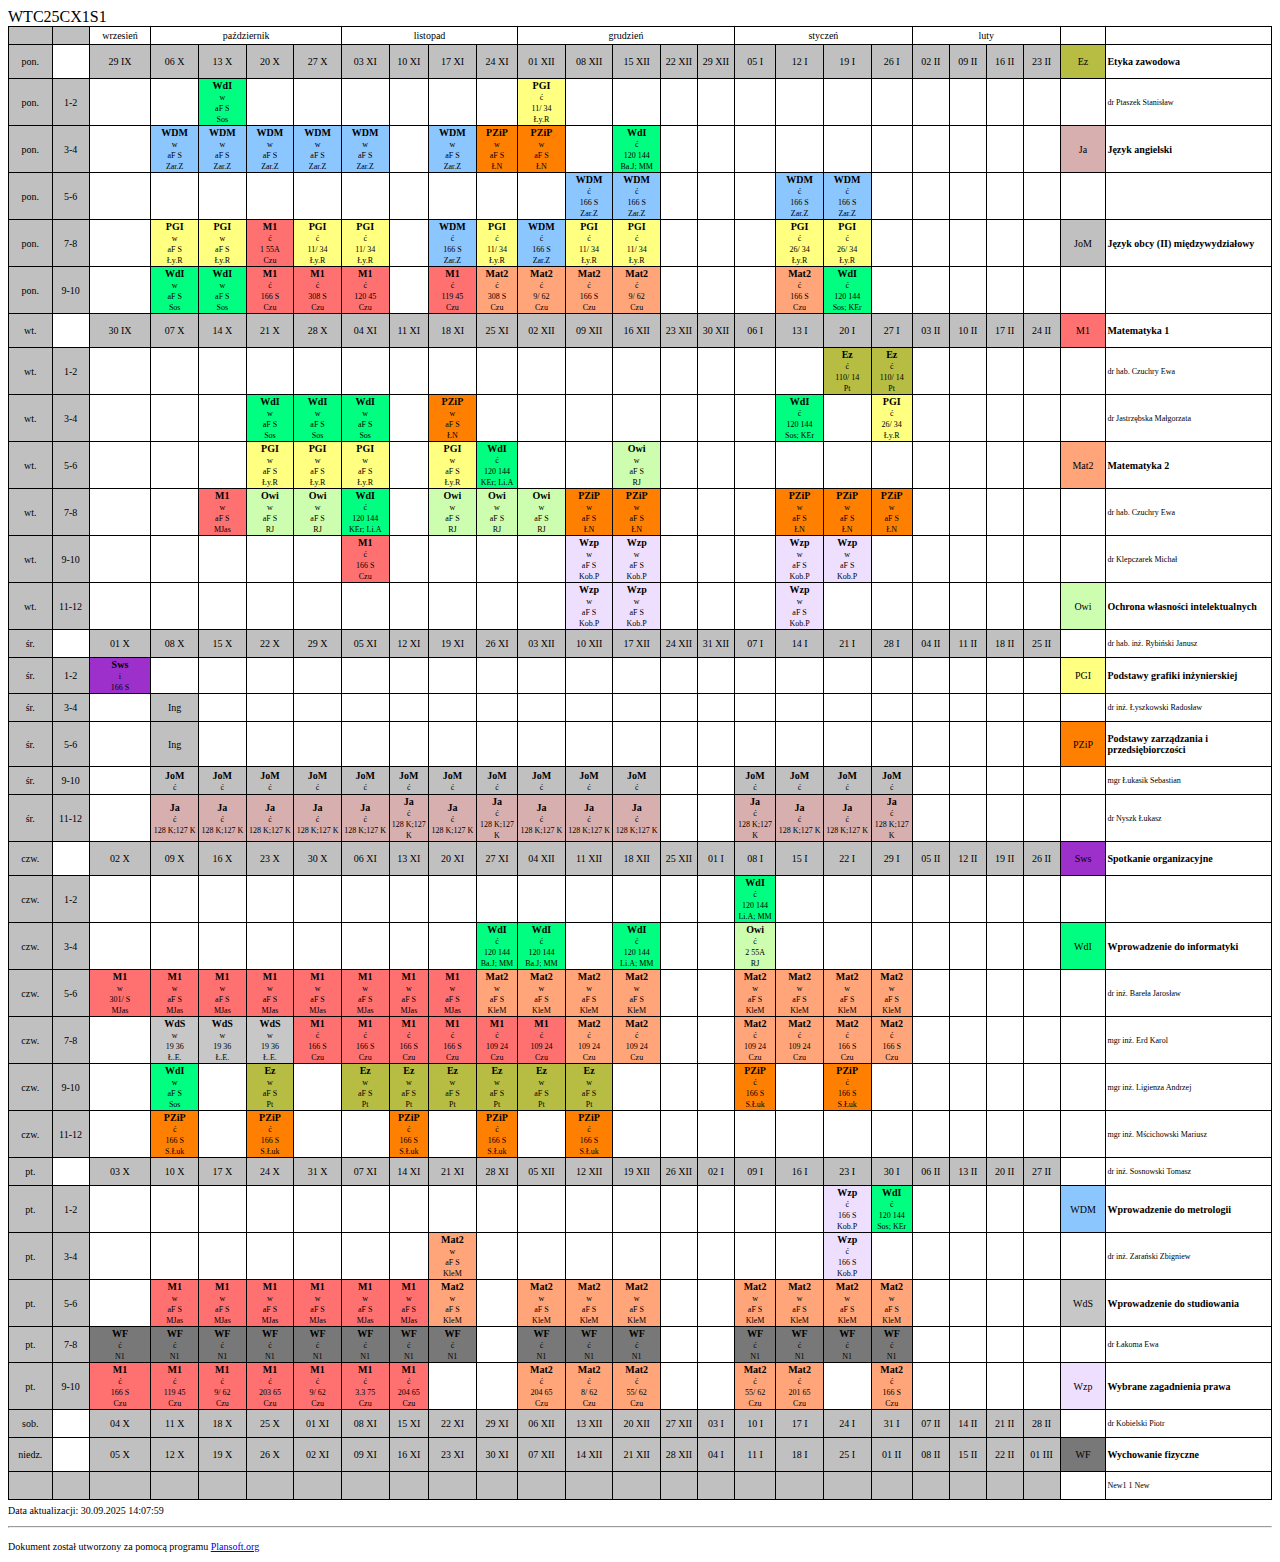 WTC25CX1S1
wrzesień październik listopad grudzień styczeń luty
pon. 29 IX 06 X 13 X 20 X 27 X 03 XI 10 XI 17 XI 24 XI 01 XII 08 XII 15 XII 22 XII 29 XII 05 I 12 I 19 I 26 I 02 II 09 II 16 II 23 II Ez Etyka zawodowa
WdI PGI
w ć
pon. 1-2 aF S 11/ 34 dr Ptaszek Stanisław
Sos Ły.R
WDM WDM WDM WDM WDM WDM PZiP PZiP WdI
w w w w w w w w ć
pon. 3-4 aF S aF S aF S aF S aF S aF S aF S aF S 120 144 Ja Język angielski
Zar.Z Zar.Z Zar.Z Zar.Z Zar.Z Zar.Z ŁN ŁN Ba.J; MM
WDM WDM WDM WDM
ć ć ć ć
pon. 5-6 166 S 166 S 166 S 166 S
Zar.Z Zar.Z Zar.Z Zar.Z
PGI PGI M1 PGI PGI WDM PGI WDM PGI PGI PGI PGI
w w ć ć ć ć ć ć ć ć ć ć
pon. 7-8 aF S aF S 1 55A 11/ 34 11/ 34 166 S 11/ 34 166 S 11/ 34 11/ 34 26/ 34 26/ 34 JoM Język obcy (II) międzywydziałowy
Ły.R Ły.R Czu Ły.R Ły.R Zar.Z Ły.R Zar.Z Ły.R Ły.R Ły.R Ły.R
WdI WdI M1 M1 M1 M1 Mat2 Mat2 Mat2 Mat2 Mat2 WdI
w w ć ć ć ć ć ć ć ć ć ć
pon. 9-10 aF S aF S 166 S 308 S 120 45 119 45 308 S 9/ 62 166 S 9/ 62 166 S 120 144
Sos Sos Czu Czu Czu Czu Czu Czu Czu Czu Czu Sos; KEr
wt. 30 IX 07 X 14 X 21 X 28 X 04 XI 11 XI 18 XI 25 XI 02 XII 09 XII 16 XII 23 XII 30 XII 06 I 13 I 20 I 27 I 03 II 10 II 17 II 24 II M1 Matematyka 1
Ez Ez
ć ć
wt. 1-2 110/ 14 110/ 14 dr hab. Czuchry Ewa
Pt Pt
WdI WdI WdI PZiP WdI PGI
w w w w ć ć
wt. 3-4 aF S aF S aF S aF S 120 144 26/ 34 dr Jastrzębska Małgorzata
Sos Sos Sos ŁN Sos; KEr Ły.R
PGI PGI PGI PGI WdI Owi
w w w w ć w
wt. 5-6 aF S aF S aF S aF S 120 144 aF S Mat2 Matematyka 2
Ły.R Ły.R Ły.R Ły.R KEr; Li.A RJ
M1 Owi Owi WdI Owi Owi Owi PZiP PZiP PZiP PZiP PZiP
w w w ć w w w w w w w w
wt. 7-8 aF S aF S aF S 120 144 aF S aF S aF S aF S aF S aF S aF S aF S dr hab. Czuchry Ewa
MJas RJ RJ KEr; Li.A RJ RJ RJ ŁN ŁN ŁN ŁN ŁN
M1 Wzp Wzp Wzp Wzp
ć w w w w
wt. 9-10 166 S aF S aF S aF S aF S dr Klepczarek Michał
Czu Kob.P Kob.P Kob.P Kob.P
Wzp Wzp Wzp
w w w
wt. 11-12 aF S aF S aF S Owi Ochrona własności intelektualnych
Kob.P Kob.P Kob.P
śr. 01 X 08 X 15 X 22 X 29 X 05 XI 12 XI 19 XI 26 XI 03 XII 10 XII 17 XII 24 XII 31 XII 07 I 14 I 21 I 28 I 04 II 11 II 18 II 25 II dr hab. inż. Rybiński Janusz
Sws
śr. 1-2 i PGI Podstawy grafiki inżynierskiej
166 S
śr. 3-4 Ing dr inż. Łyszkowski Radosław
śr. 5-6 Ing PZiP Podstawy zarządzania i
przedsiębiorczości
JoM JoM JoM JoM JoM JoM JoM JoM JoM JoM JoM JoM JoM JoM JoM
śr. 9-10 ć ć ć ć ć ć ć ć ć ć ć ć ć ć ć mgr Łukasik Sebastian
Ja Ja Ja Ja Ja Ja Ja Ja Ja Ja Ja Ja Ja Ja Ja
ć ć ć ć ć ć ć ć ć ć ć ć ć ć ć
śr. 11-12 128 K;127 K 128 K;127 K 128 K;127 K 128 K;127 K 128 K;127 K 128 K;127 K 128 K;127 K 128 K;127 K 128 K;127 K 128 K;127 K 128 K;127 K 128 K;127 K 128 K;127 K 128 K;127 K 128 K;127 K dr Nyszk Łukasz
czw. 02 X 09 X 16 X 23 X 30 X 06 XI 13 XI 20 XI 27 XI 04 XII 11 XII 18 XII 25 XII 01 I 08 I 15 I 22 I 29 I 05 II 12 II 19 II 26 II Sws Spotkanie organizacyjne
WdI
ć
czw. 1-2 120 144
Li.A; MM
WdI WdI WdI Owi
ć ć ć ć
czw. 3-4 120 144 120 144 120 144 2 55A WdI Wprowadzenie do informatyki
Ba.J; MM Ba.J; MM Li.A; MM RJ
M1 M1 M1 M1 M1 M1 M1 M1 Mat2 Mat2 Mat2 Mat2 Mat2 Mat2 Mat2 Mat2
w w w w w w w w w w w w w w w w
czw. 5-6 301/ S aF S aF S aF S aF S aF S aF S aF S aF S aF S aF S aF S aF S aF S aF S aF S dr inż. Bareła Jarosław
MJas MJas MJas MJas MJas MJas MJas MJas KleM KleM KleM KleM KleM KleM KleM KleM
WdS WdS WdS M1 M1 M1 M1 M1 M1 Mat2 Mat2 Mat2 Mat2 Mat2 Mat2
w w w ć ć ć ć ć ć ć ć ć ć ć ć
czw. 7-8 19 36 19 36 19 36 166 S 166 S 166 S 166 S 109 24 109 24 109 24 109 24 109 24 109 24 166 S 166 S mgr inż. Erd Karol
Ł.E. Ł.E. Ł.E. Czu Czu Czu Czu Czu Czu Czu Czu Czu Czu Czu Czu
WdI Ez Ez Ez Ez Ez Ez Ez PZiP PZiP
w w w w w w w w ć ć
czw. 9-10 aF S aF S aF S aF S aF S aF S aF S aF S 166 S 166 S mgr inż. Ligienza Andrzej
Sos Pt Pt Pt Pt Pt Pt Pt S.Łuk S.Łuk
PZiP PZiP PZiP PZiP PZiP
ć ć ć ć ć
czw. 11-12 166 S 166 S 166 S 166 S 166 S mgr inż. Mścichowski Mariusz
S.Łuk S.Łuk S.Łuk S.Łuk S.Łuk
pt. 03 X 10 X 17 X 24 X 31 X 07 XI 14 XI 21 XI 28 XI 05 XII 12 XII 19 XII 26 XII 02 I 09 I 16 I 23 I 30 I 06 II 13 II 20 II 27 II dr inż. Sosnowski Tomasz
Wzp WdI
ć ć
pt. 1-2 166 S 120 144 WDM Wprowadzenie do metrologii
Kob.P Sos; KEr
Mat2 Wzp
w ć
pt. 3-4 aF S 166 S dr inż. Zarański Zbigniew
KleM Kob.P
M1 M1 M1 M1 M1 M1 Mat2 Mat2 Mat2 Mat2 Mat2 Mat2 Mat2 Mat2
w w w w w w w w w w w w w w
pt. 5-6 aF S aF S aF S aF S aF S aF S aF S aF S aF S aF S aF S aF S aF S aF S WdS Wprowadzenie do studiowania
MJas MJas MJas MJas MJas MJas KleM KleM KleM KleM KleM KleM KleM KleM
WF WF WF WF WF WF WF WF WF WF WF WF WF WF WF
pt. 7-8 ć ć ć ć ć ć ć ć ć ć ć ć ć ć ć dr Łakoma Ewa
N1 N1 N1 N1 N1 N1 N1 N1 N1 N1 N1 N1 N1 N1 N1
M1 M1 M1 M1 M1 M1 M1 Mat2 Mat2 Mat2 Mat2 Mat2 Mat2
ć ć ć ć ć ć ć ć ć ć ć ć ć
pt. 9-10 166 S 119 45 9/ 62 203 65 9/ 62 3.3 75 204 65 204 65 8/ 62 55/ 62 55/ 62 201 65 166 S Wzp Wybrane zagadnienia prawa
Czu Czu Czu Czu Czu Czu Czu Czu Czu Czu Czu Czu Czu
sob. 04 X 11 X 18 X 25 X 01 XI 08 XI 15 XI 22 XI 29 XI 06 XII 13 XII 20 XII 27 XII 03 I 10 I 17 I 24 I 31 I 07 II 14 II 21 II 28 II dr Kobielski Piotr
niedz. 05 X 12 X 19 X 26 X 02 XI 09 XI 16 XI 23 XI 30 XI 07 XII 14 XII 21 XII 28 XII 04 I 11 I 18 I 25 I 01 II 08 II 15 II 22 II 01 III WF Wychowanie fizyczne
New1 1 New
Data aktualizacji: 30.09.2025 14:07:59
Dokument został utworzony za pomocą programu Plansoft.org